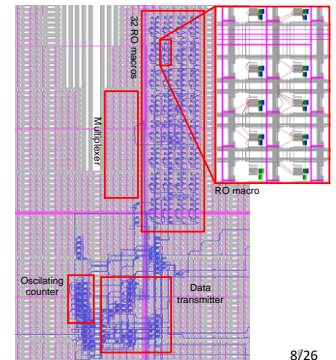 32 RO macros
Multiplexer
RO macro
Oscilating
counter
Data
transmitter
8/26